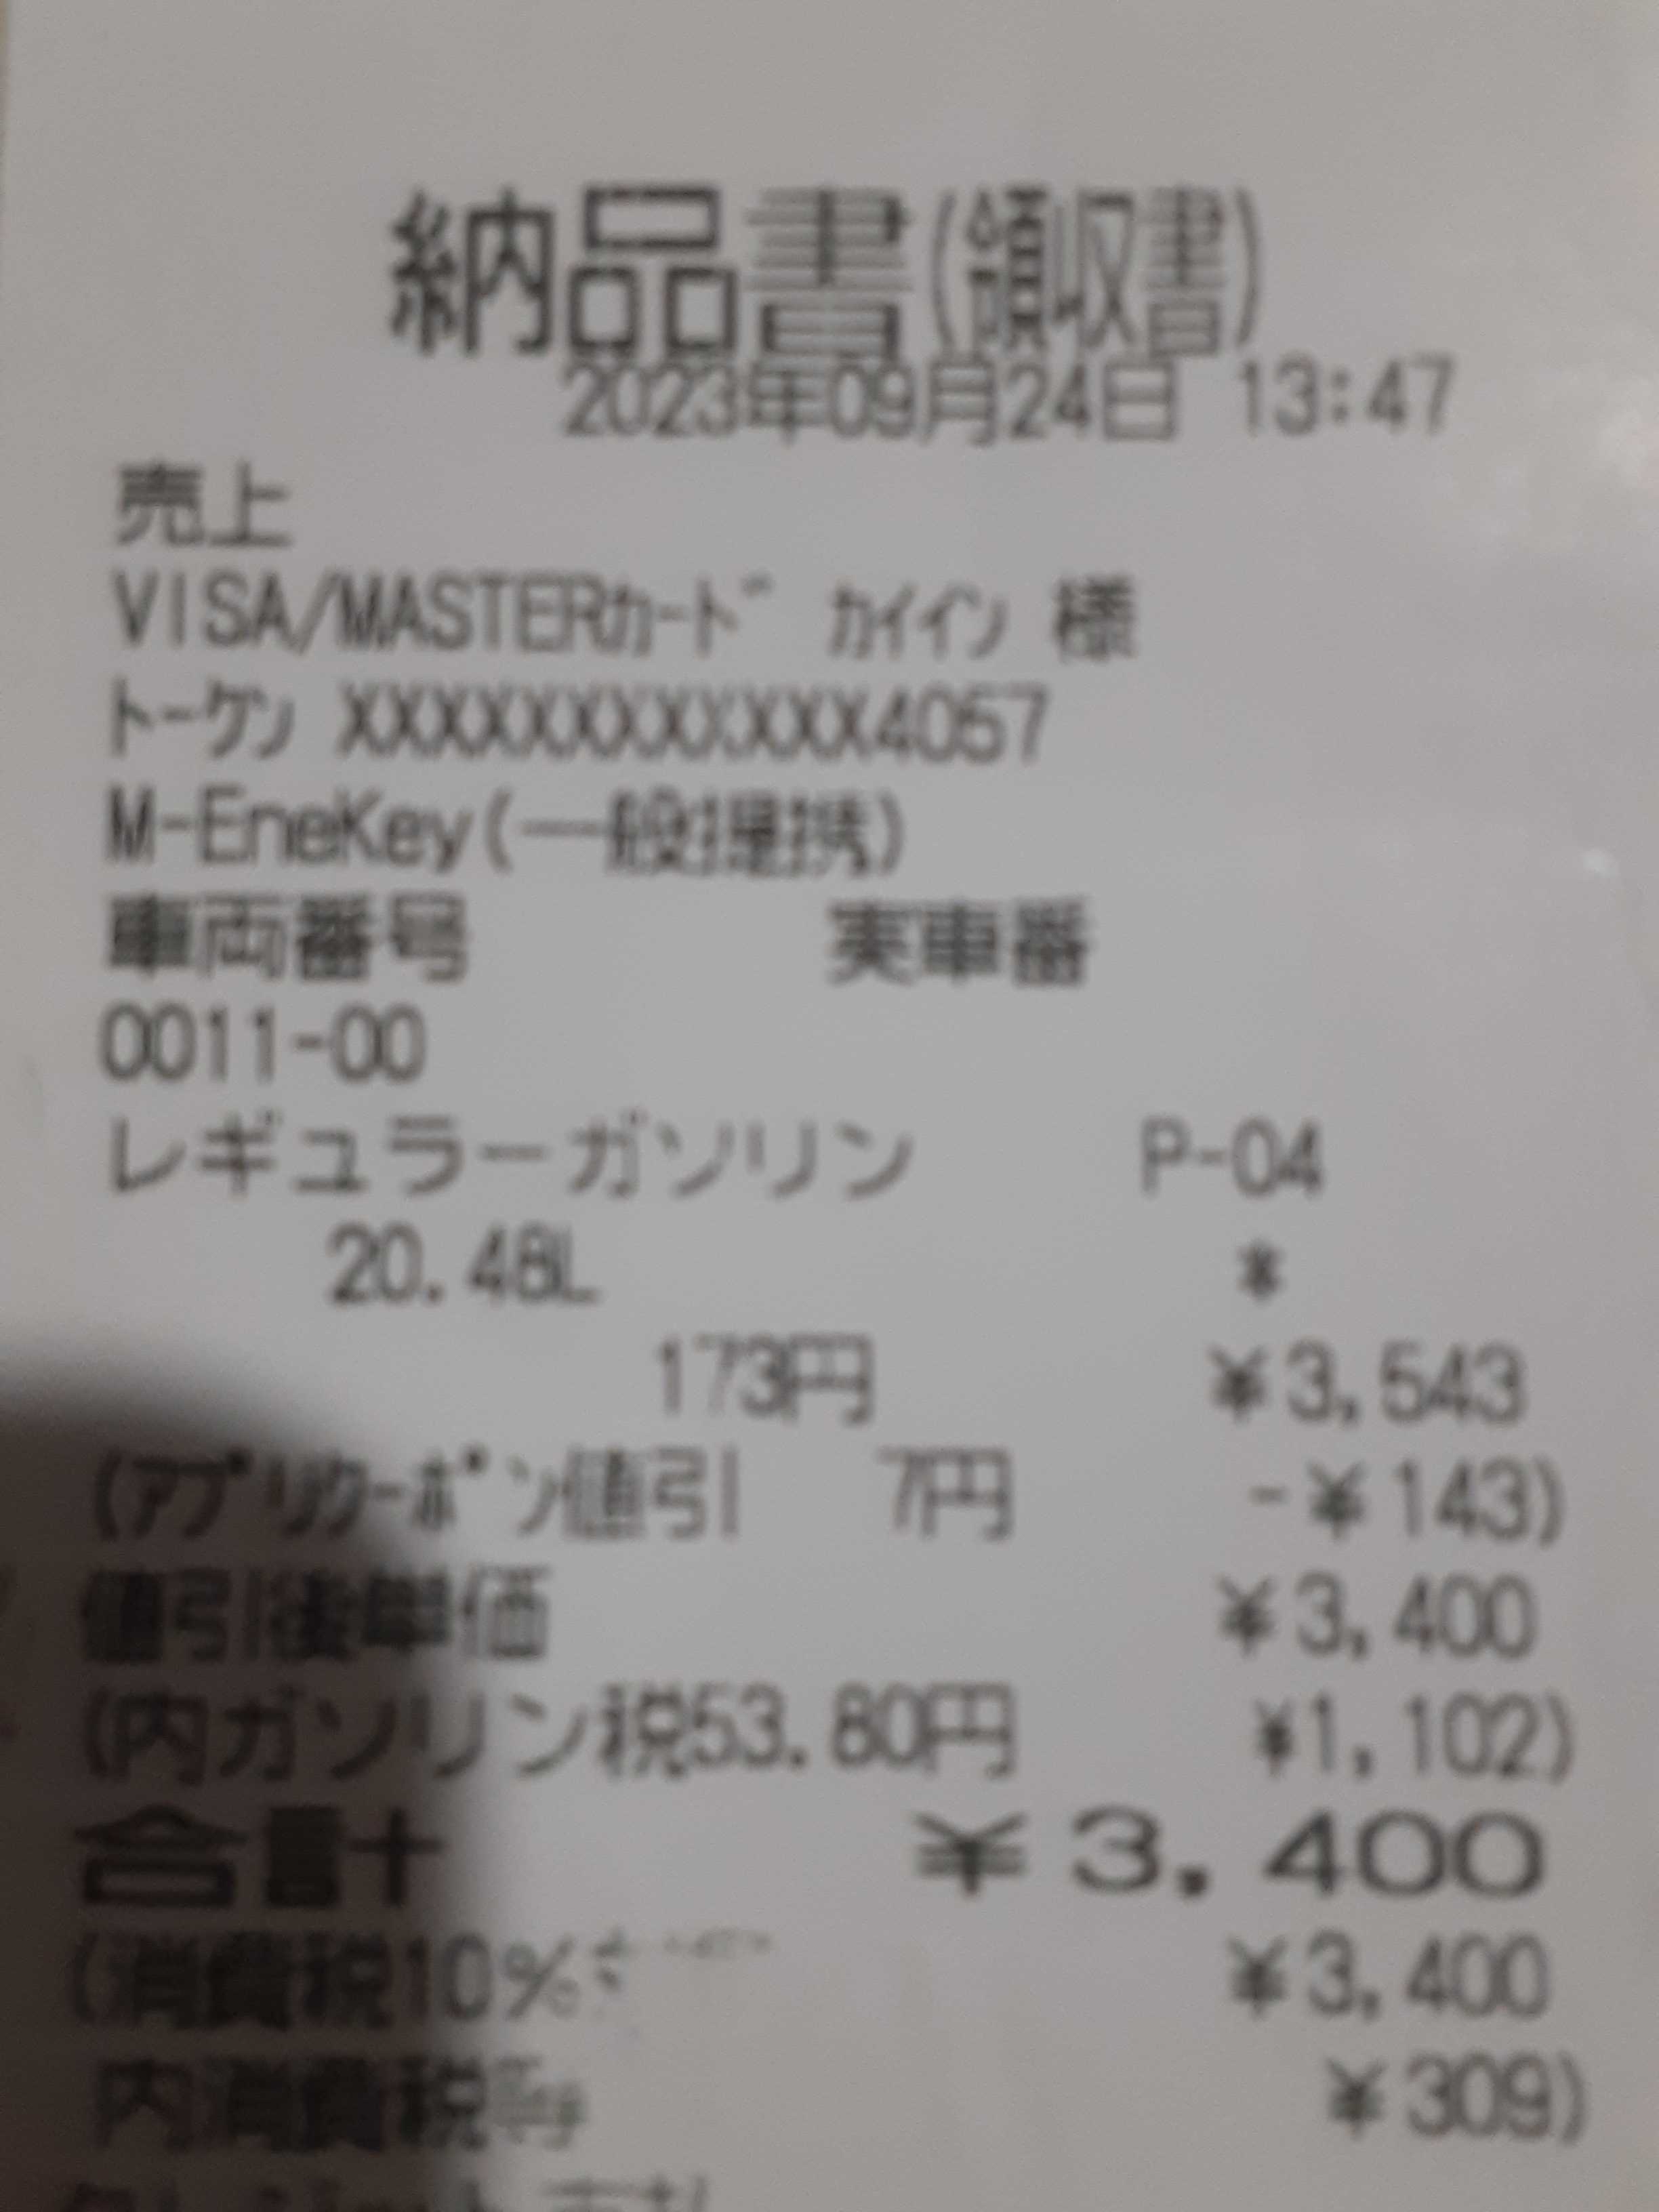 納品書(領収書)
2023年09月24日 13:47
売上
VISA/MASTERｶｰﾄﾞ ｶｲｲﾝ 様
ﾄｰｸﾝ XXXXXXXXXXXX4057
M-EneKey(一般提携)
車両番号 実車番
0011-00
レギュラーガソリン P-04
20.48L *
173円 ¥3,543
(ｱﾌﾟﾘｸｰﾎﾟﾝ値引 7円 -¥143)
値引後単価 ¥3,400
(内ガソリン税53.80円 ¥1,102)
合計 ¥3,400
(消費税10% ¥3,400
内消費税等 ¥309)